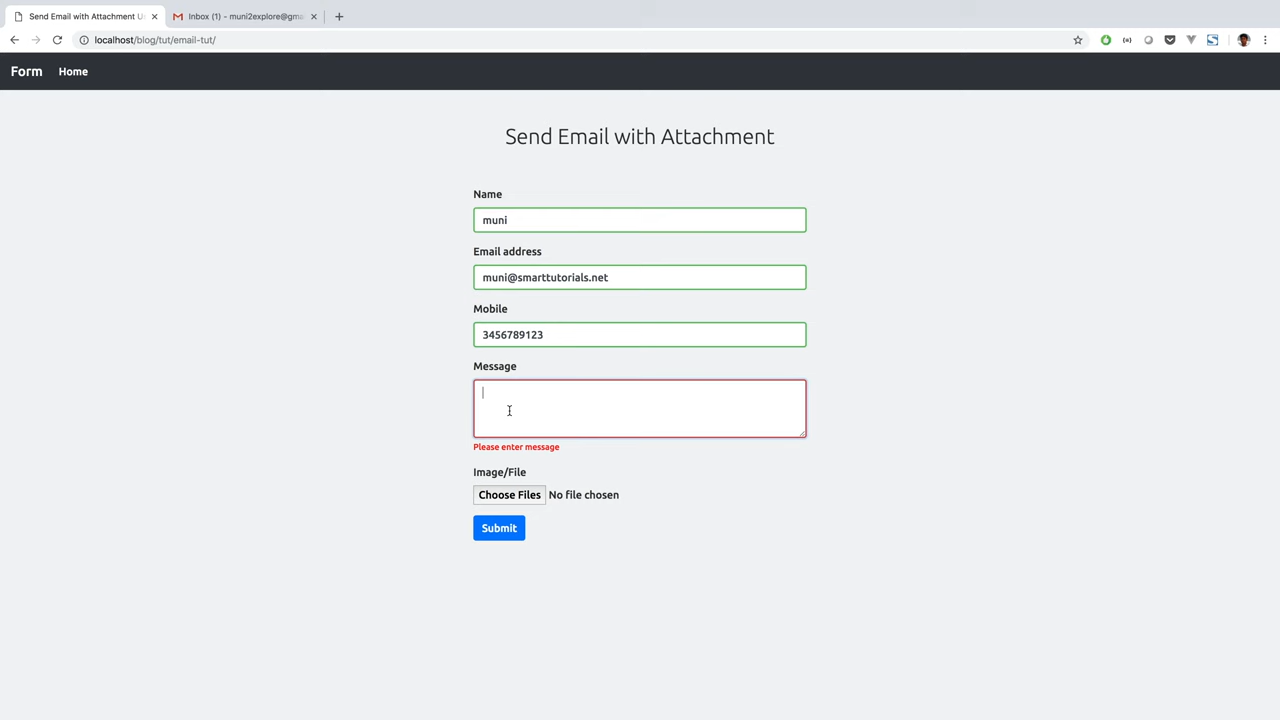 Send Email with Attachment U
Inbox (1) - muni2explore@gma
localhost/blog/tut/email-tut/
Form Home
Send Email with Attachment
Name
muni
Email address
muni@smarttutorials.net
Mobile
3456789123
Message
Please enter message
Image/File
Choose Files No file chosen
Submit